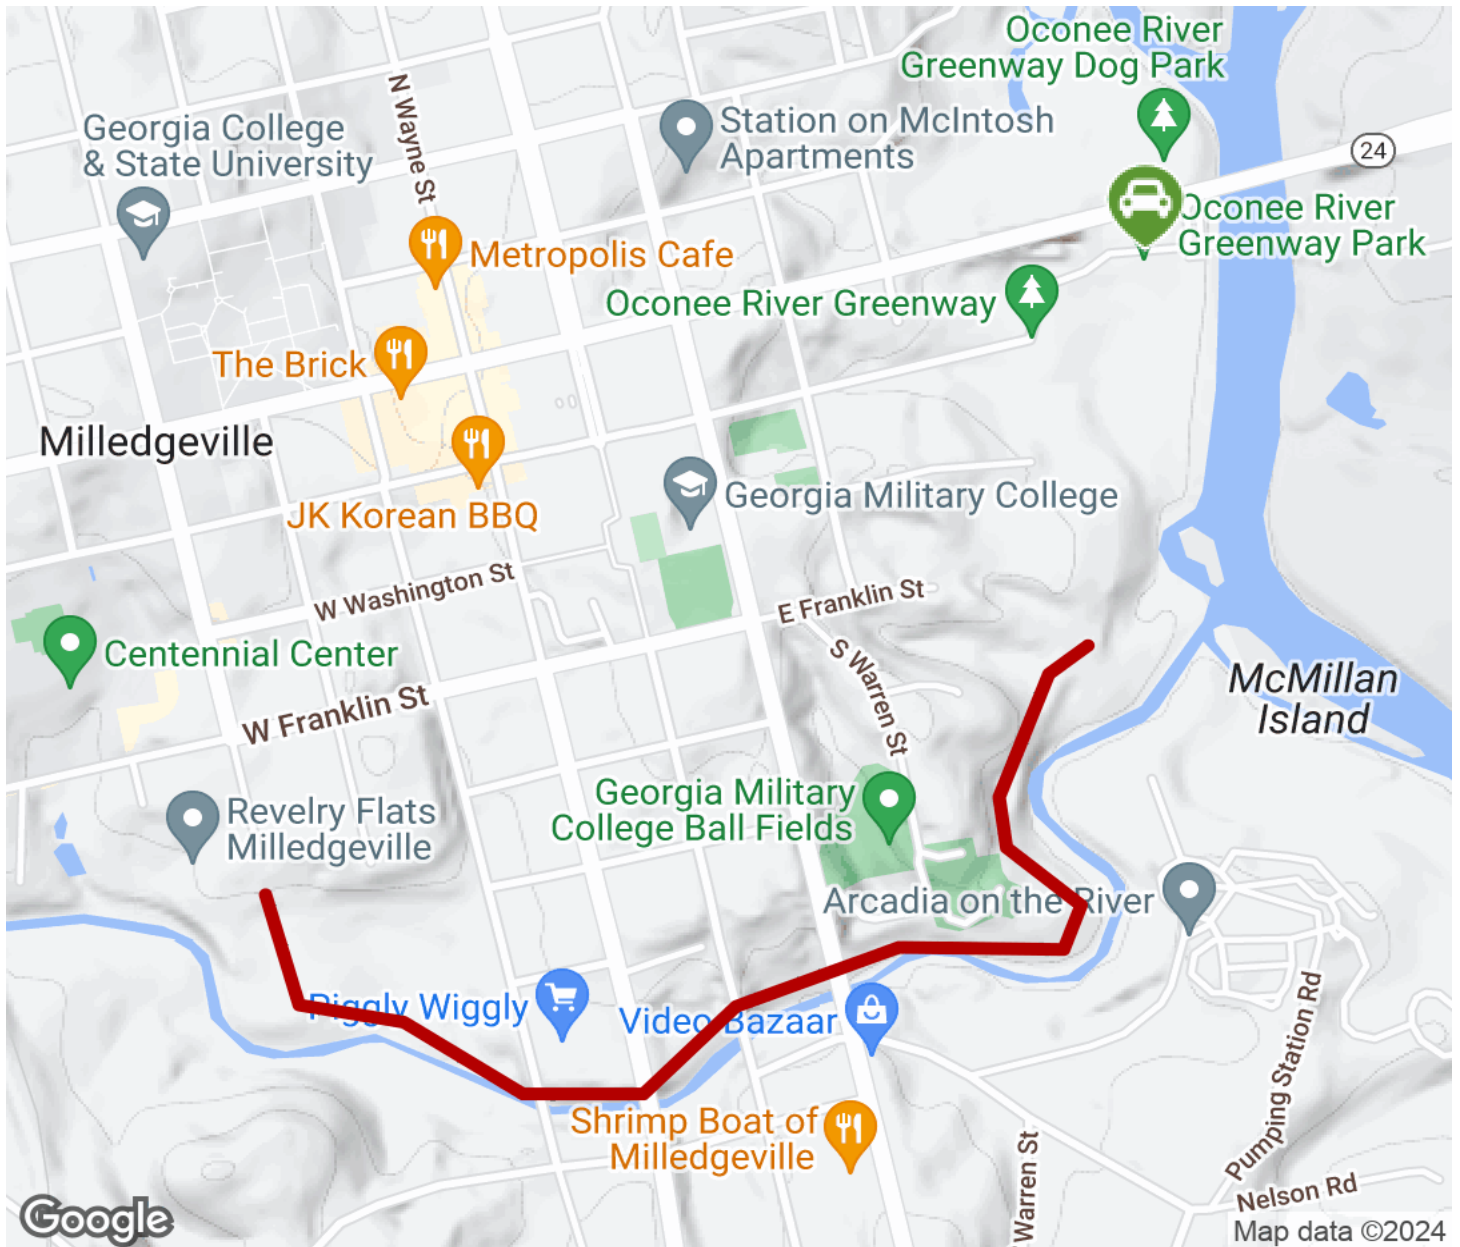 Oconee River
Greenway Dog Park
N Wayne St
Georgia College
& State University
Station on McIntosh
Apartments
24
Oconee River
Greenway Park
Metropolis Cafe
Oconee River Greenway
The Brick
Milledgeville
JK Korean BBQ
Georgia Military College
W Washington St
E Franklin St
Centennial Center
S Warren St
McMillan
Island
W Franklin St
Georgia Military
College Ball Fields
Revelry Flats
Milledgeville
Arcadia on the River
Piggly Wiggly
Video Bazaar
Pumping Station Rd
Shrimp Boat of
Milledgeville
Warren St
Nelson Rd
Google
Map data ©2024